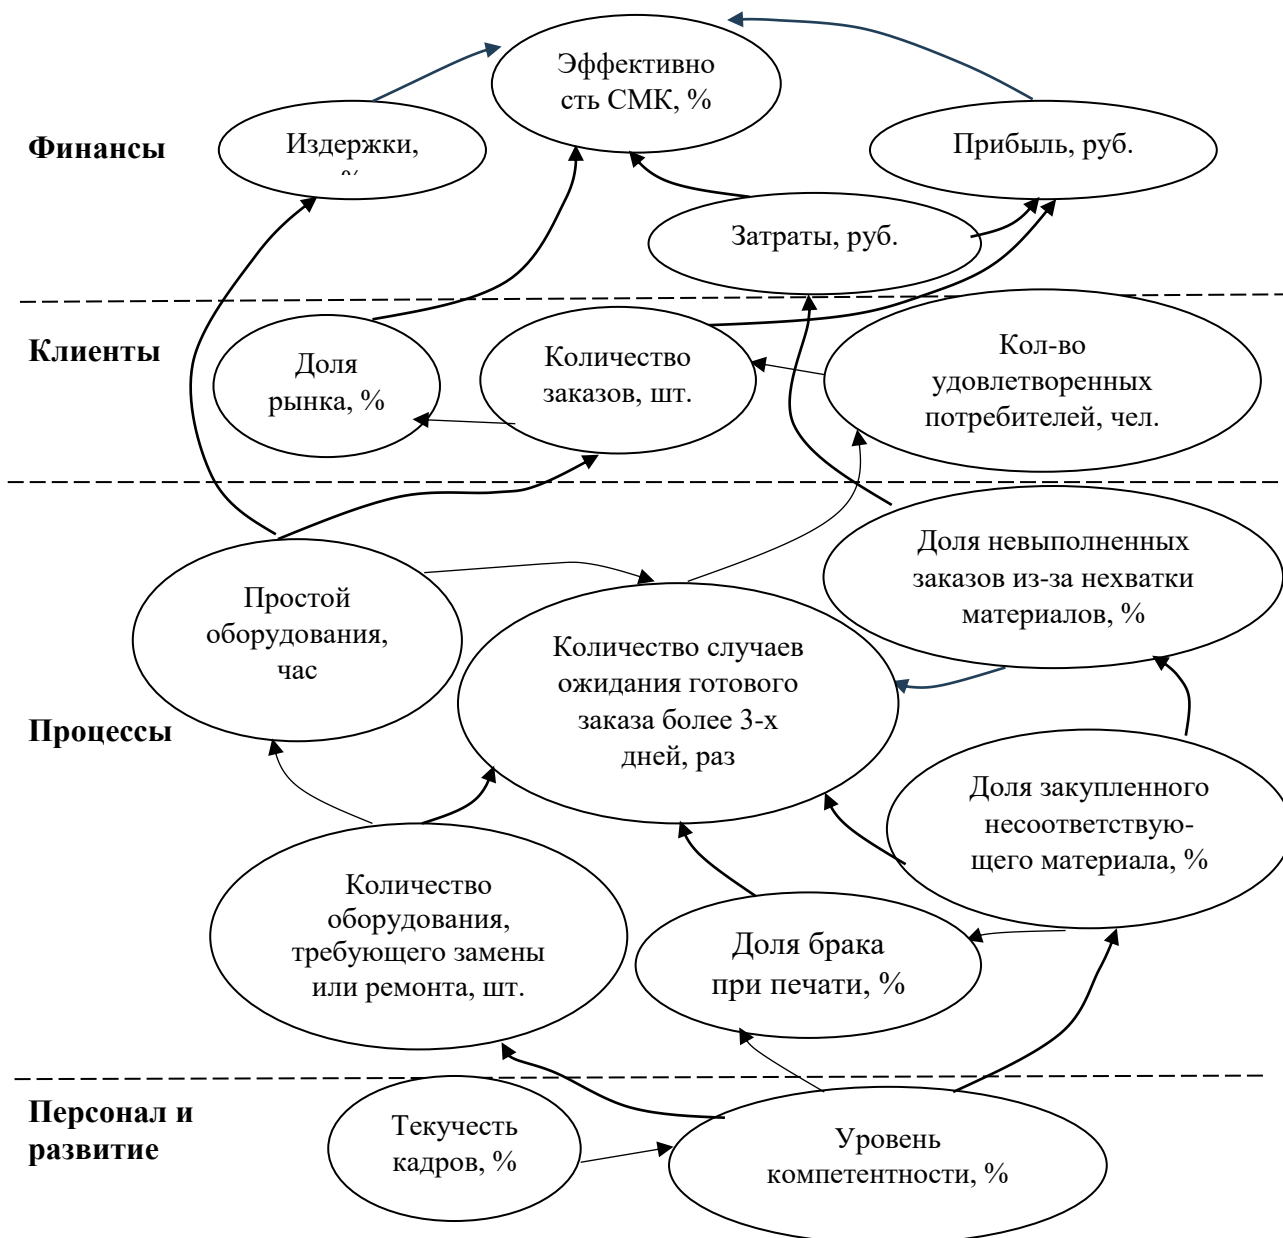 Эффективно
сть СМК, %
Финансы
Издержки,
%
Прибыль, руб.
Затраты, руб.
Клиенты
Доля
рынка, %
Количество
заказов, шт.
Кол-во
удовлетворенных
потребителей, чел.
Простой
оборудования,
час
Количество случаев
ожидания готового
заказа более 3-х
дней, раз
Доля невыполненных
заказов из-за нехватки
материалов, %
Процессы
Доля закупленного
несоответствую-
щего материала, %
Количество
оборудования,
требующего замены
или ремонта, шт.
Доля брака
при печати, %
Персонал и
развитие
Текучесть
кадров, %
Уровень
компетентности, %